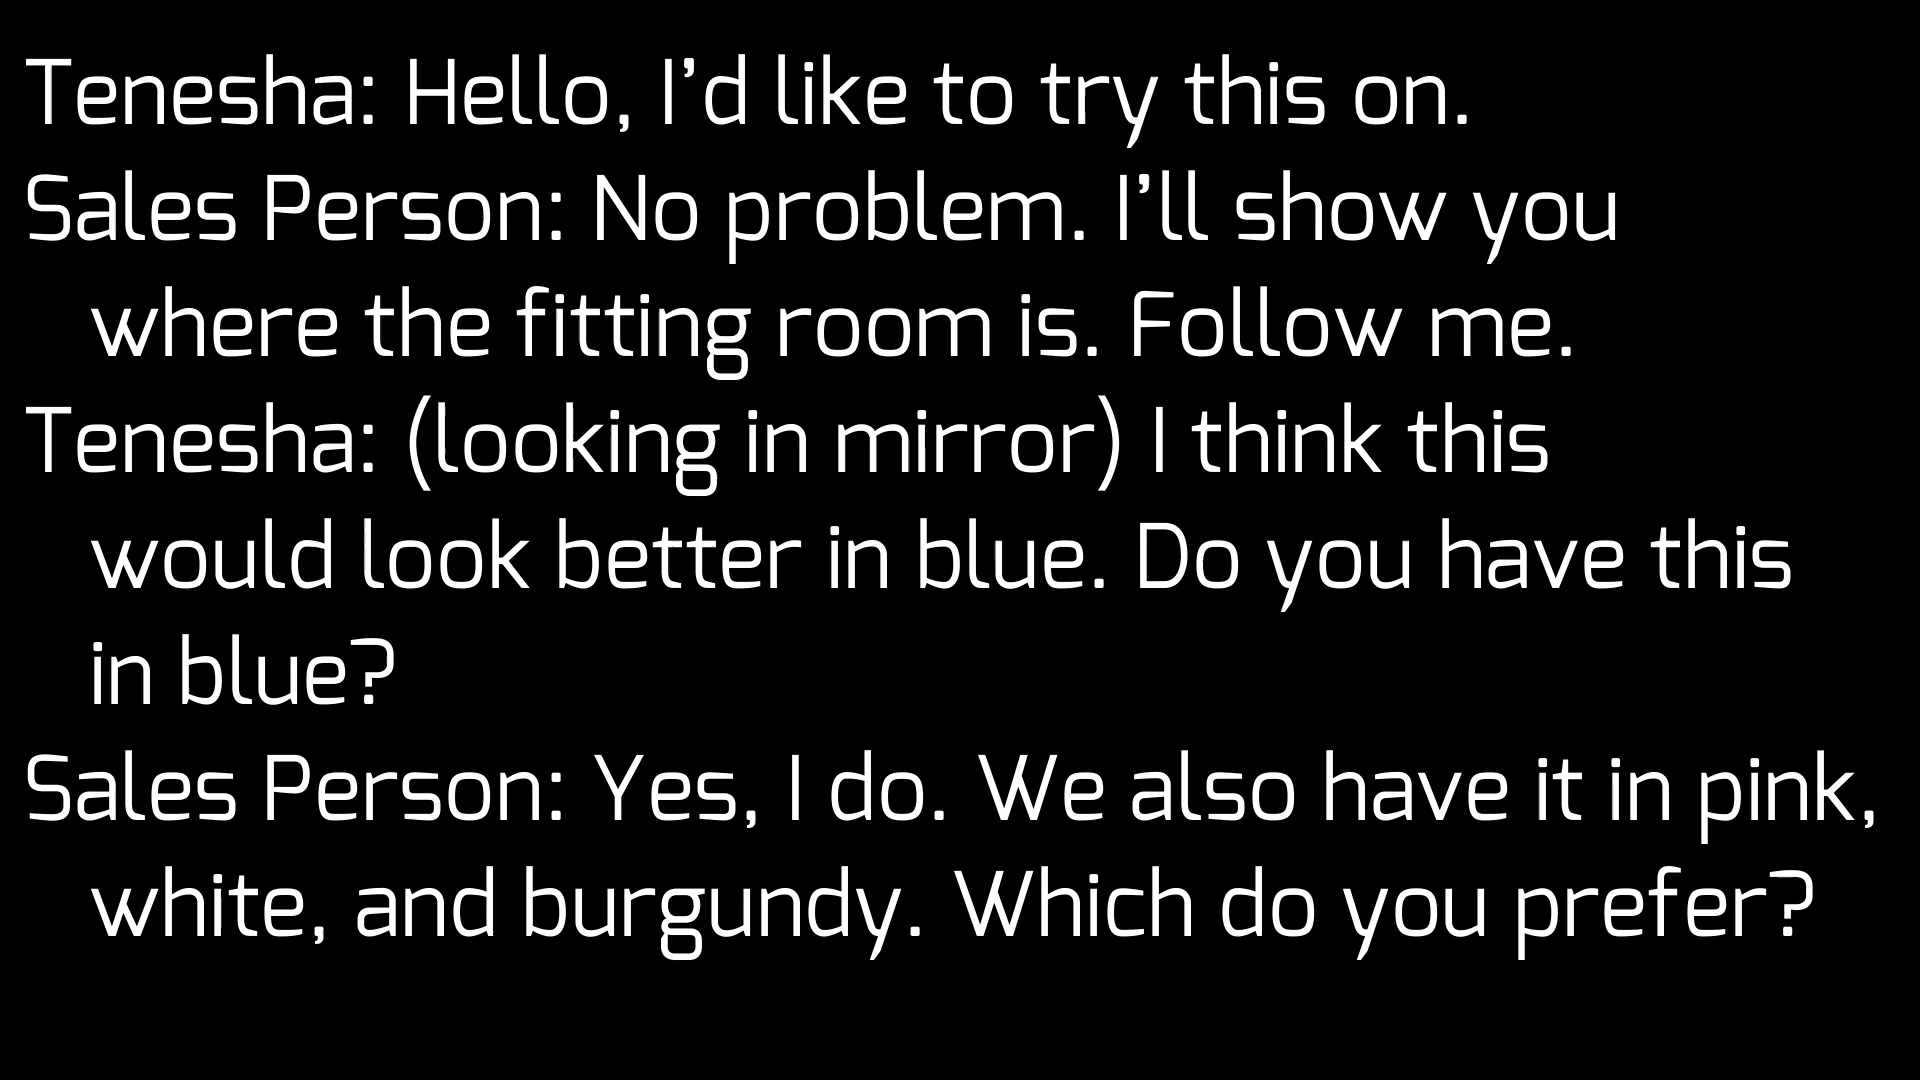 Tenesha: Hello, I’d like to try this on.
Sales Person: No problem. I’ll show you
where the fitting room is. Follow me.
Tenesha: (looking in mirror) I think this
would look better in blue. Do you have this
in blue?
Sales Person: Yes, I do. We also have it in pink,
white, and burgundy. Which do you prefer?